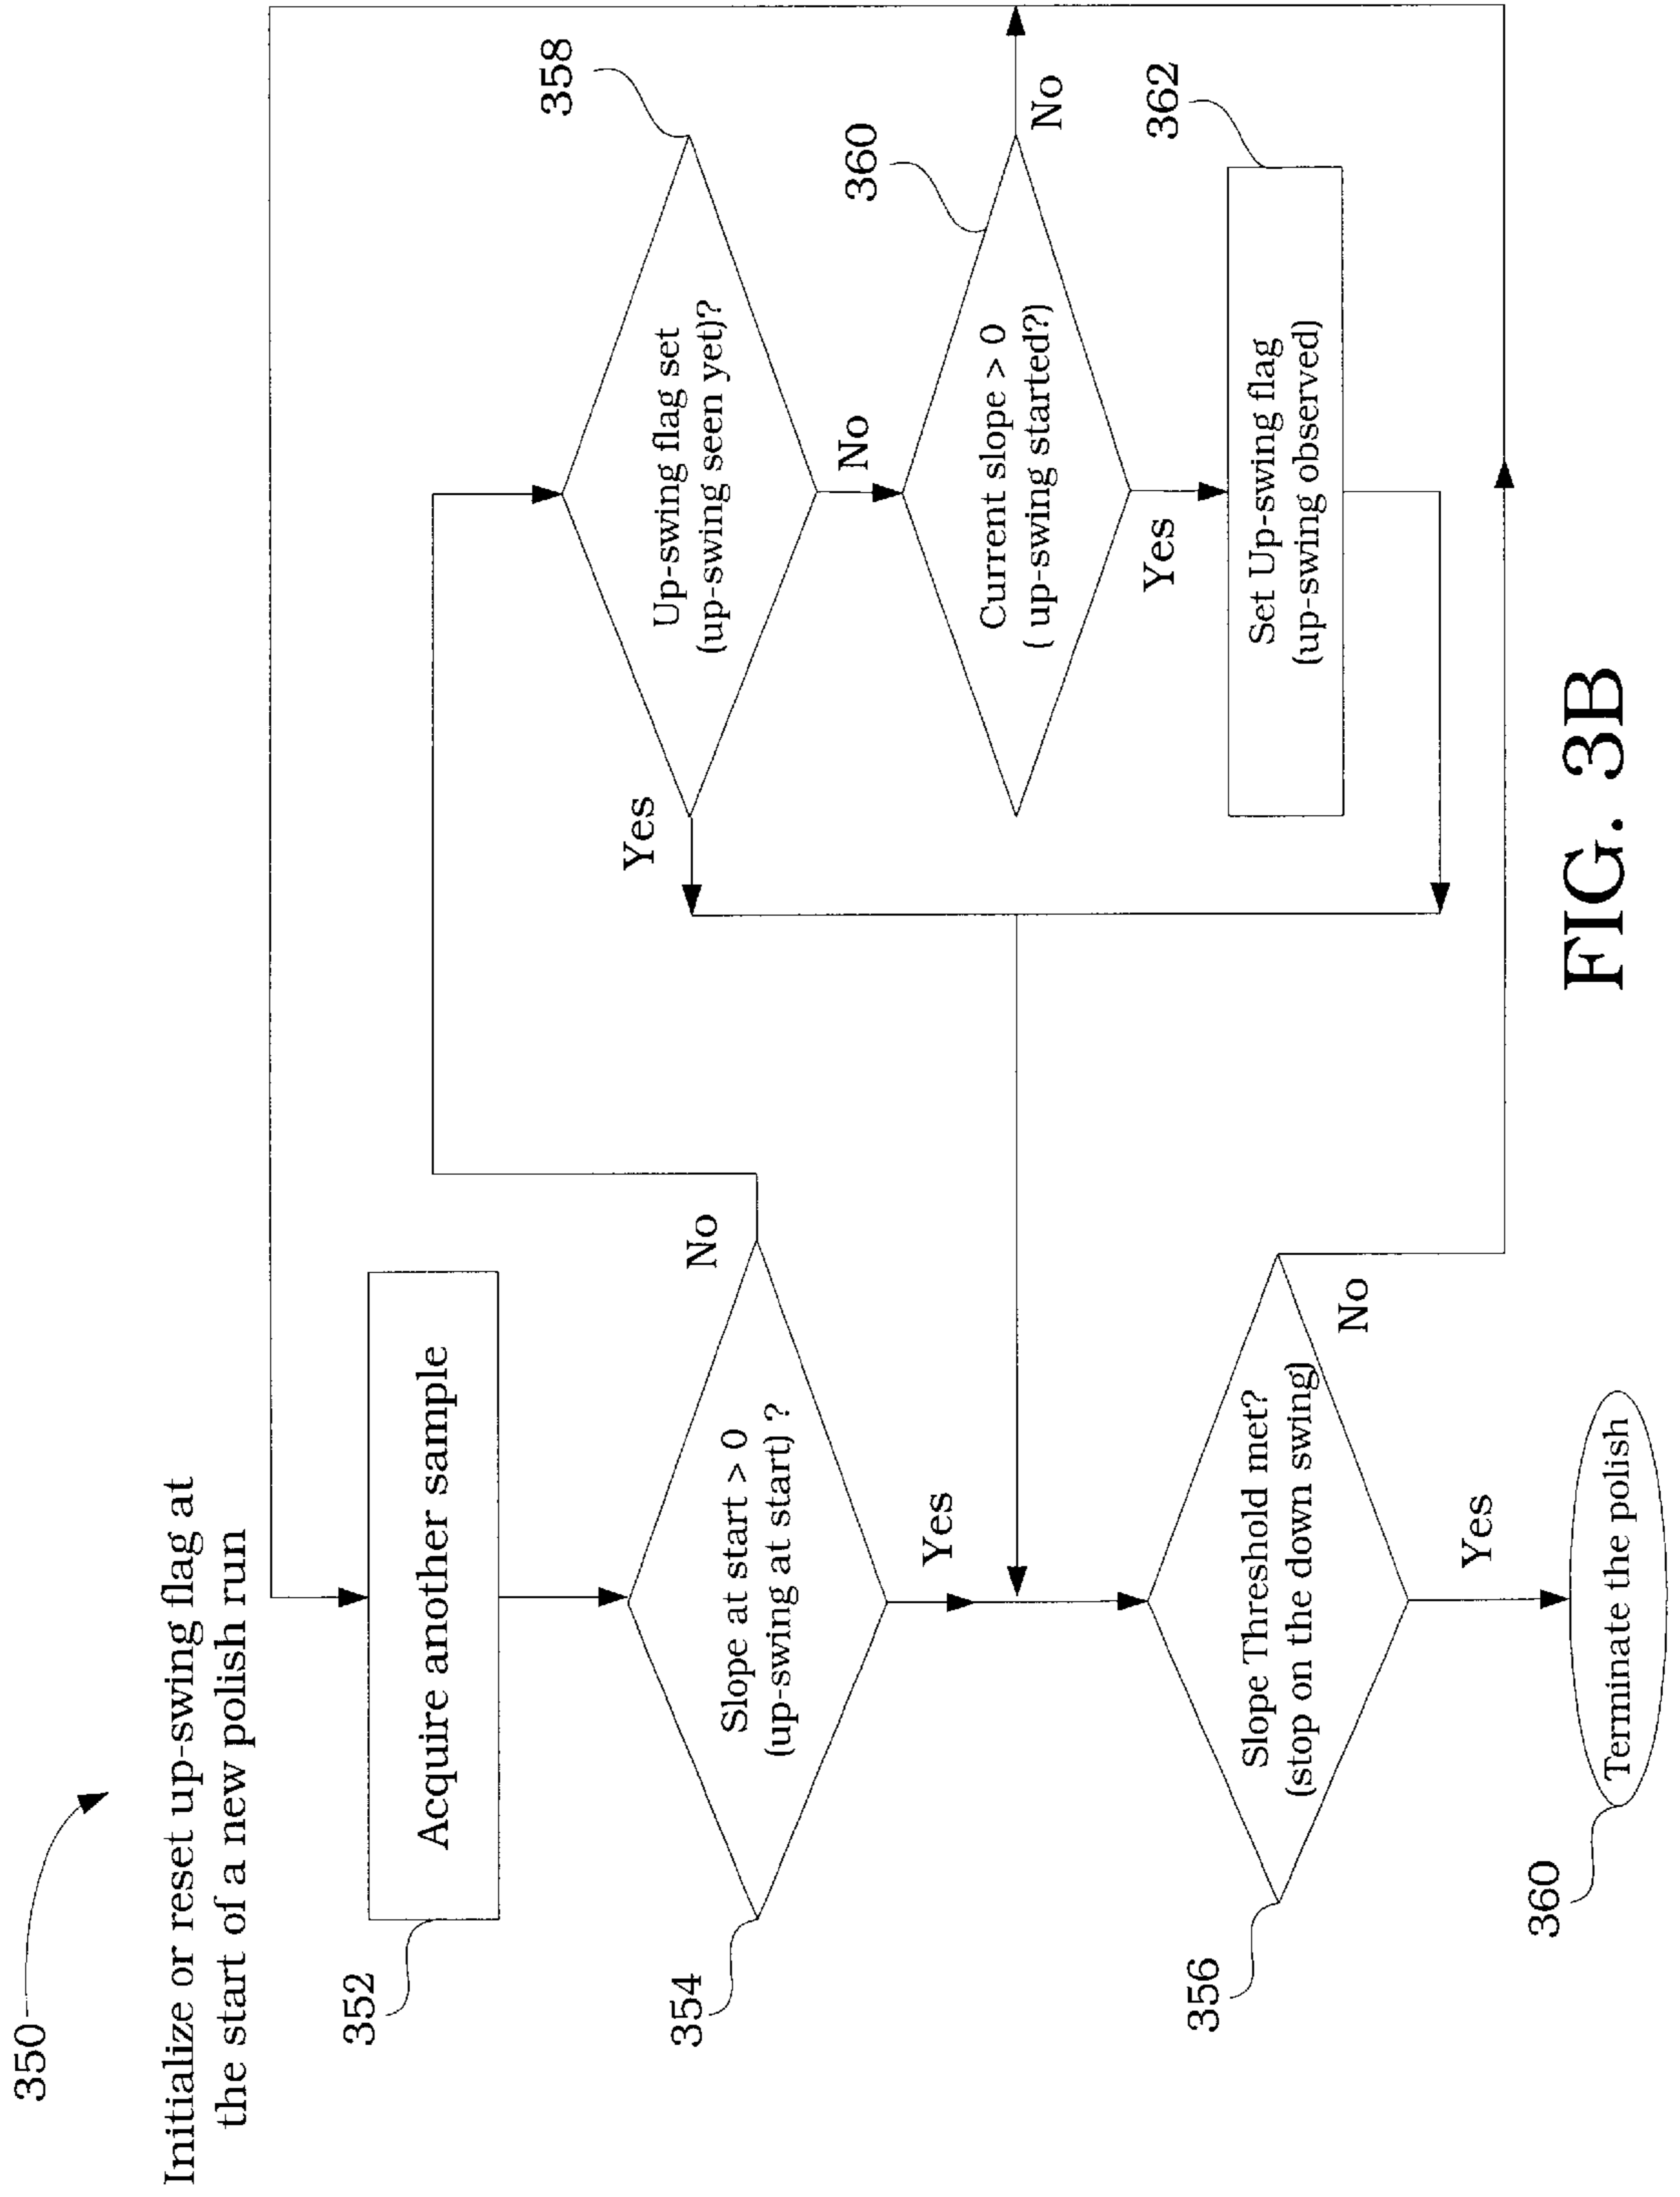 350
Initialize or reset up-swing flag at
the start of a new polish run
352
Acquire another sample
354
Slope at start > 0
(up-swing at start) ?
No
Yes
356
Slope Threshold met?
(stop on the down swing)
No
Yes
360
Terminate the polish
358
Up-swing flag set
(up-swing seen yet)?
Yes
No
360
Current slope > 0
( up-swing started?)
No
Yes
362
Set Up-swing flag
(up-swing observed)
FIG. 3B